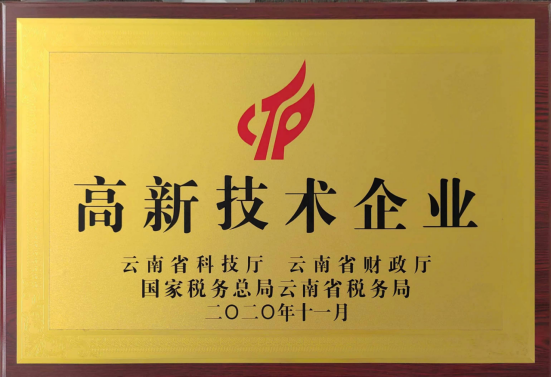 高新技术企业
云南省科技厅 云南省财政厅
国家税务总局云南省税务局
二〇二〇年十一月